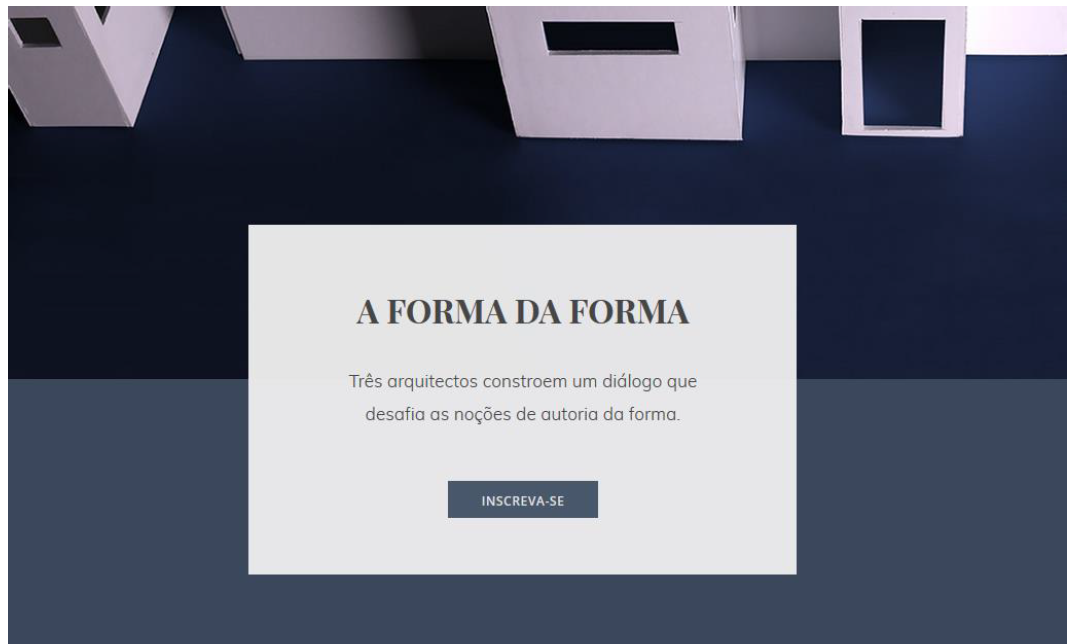 A FORMA DA FORMA
Três arquitectos constroem um diálogo que
desafia as noções de autoria da forma.
INSCREVA-SE